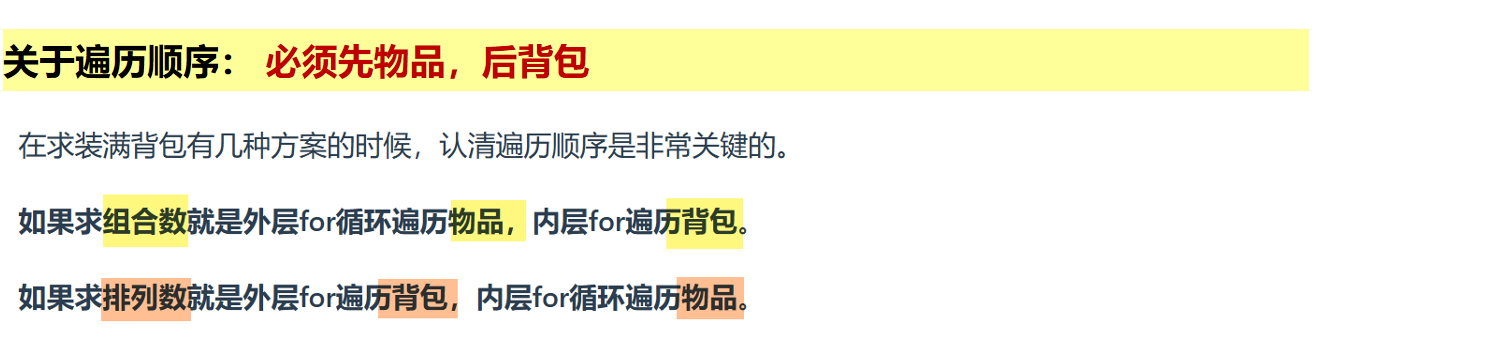 关于遍历顺序： 必须先物品，后背包
在求装满背包有几种方案的时候，认清遍历顺序是非常关键的。
如果求组合数就是外层for循环遍历物品，内层for遍历背包。
如果求排列数就是外层for遍历背包，内层for循环遍历物品。